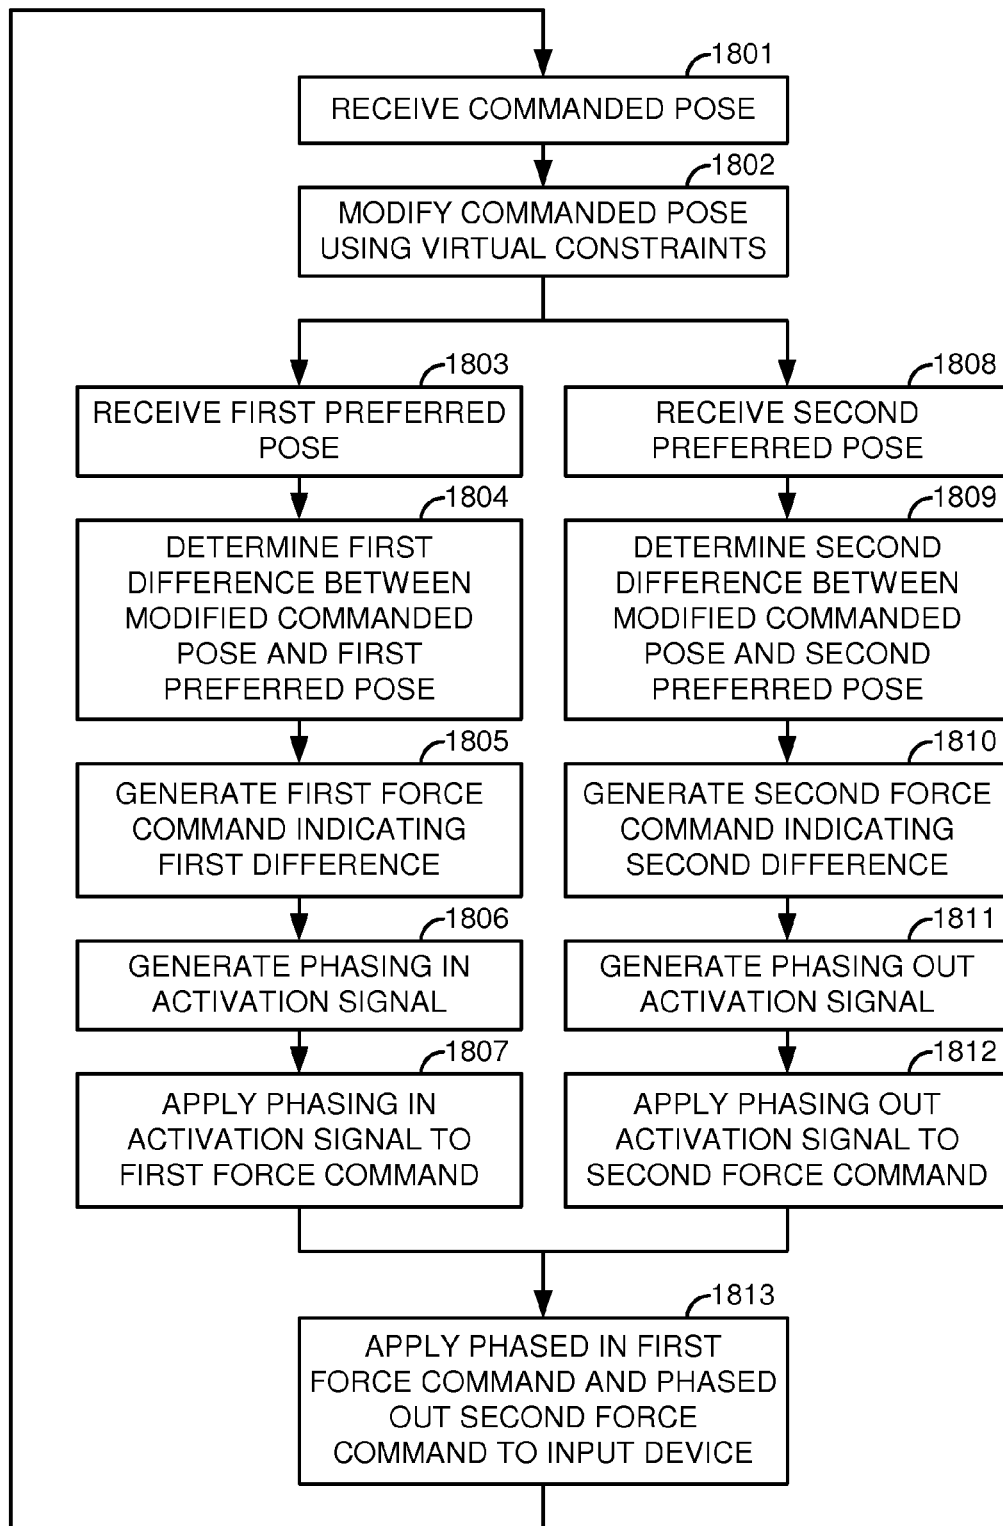 1801
RECEIVE COMMANDED POSE
1802
MODIFY COMMANDED POSE
USING VIRTUAL CONSTRAINTS
1803
RECEIVE FIRST PREFERRED
POSE
1804
DETERMINE FIRST
DIFFERENCE BETWEEN
MODIFIED COMMANDED
POSE AND FIRST
PREFERRED POSE
1805
GENERATE FIRST FORCE
COMMAND INDICATING
FIRST DIFFERENCE
1806
GENERATE PHASING IN
ACTIVATION SIGNAL
1807
APPLY PHASING IN
ACTIVATION SIGNAL TO
FIRST FORCE COMMAND
1808
RECEIVE SECOND
PREFERRED POSE
1809
DETERMINE SECOND
DIFFERENCE BETWEEN
MODIFIED COMMANDED
POSE AND SECOND
PREFERRED POSE
1810
GENERATE SECOND FORCE
COMMAND INDICATING
SECOND DIFFERENCE
1811
GENERATE PHASING OUT
ACTIVATION SIGNAL
1812
APPLY PHASING OUT
ACTIVATION SIGNAL TO
SECOND FORCE COMMAND
1813
APPLY PHASED IN FIRST
FORCE COMMAND AND PHASED
OUT SECOND FORCE
COMMAND TO INPUT DEVICE